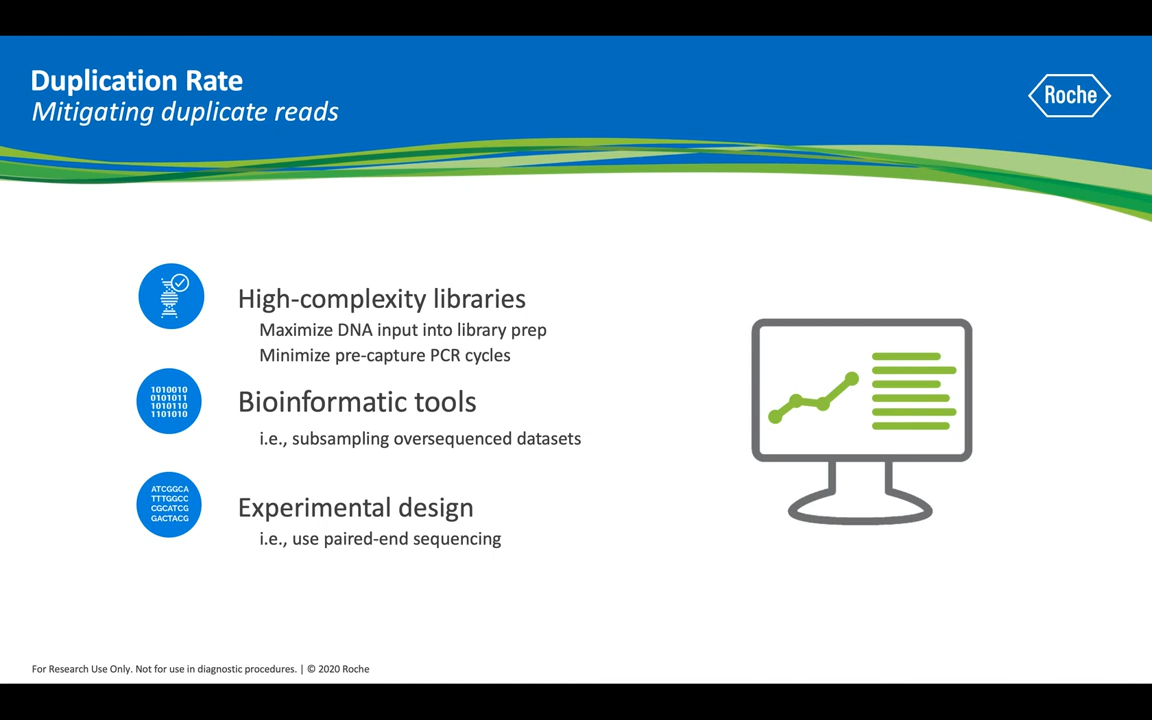 Duplication Rate
Mitigating duplicate reads
Roche
High-complexity libraries
Maximize DNA input into library prep
Minimize pre-capture PCR cycles
1010010
0101011
1010110
1101010
Bioinformatic tools
i.e., subsampling oversequenced datasets
ATCGGCA
TTTGGCC
CGCATCG
GACTACG
Experimental design
i.e., use paired-end sequencing
For Research Use Only. Not for use in diagnostic procedures. | © 2020 Roche